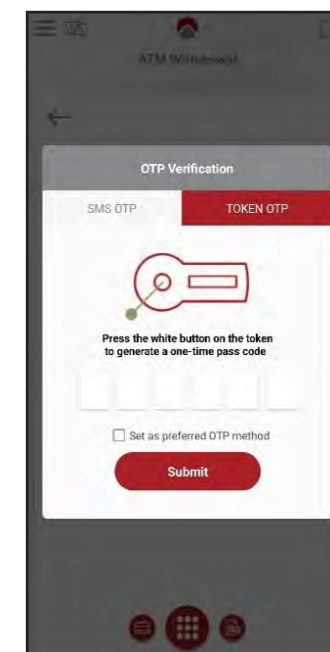 ATM Withdrawal
OTP Verification
SMS OTP
TOKEN OTP
Press the white button on the token
to generate a one-time pass code
Set as preferred OTP method
Submit